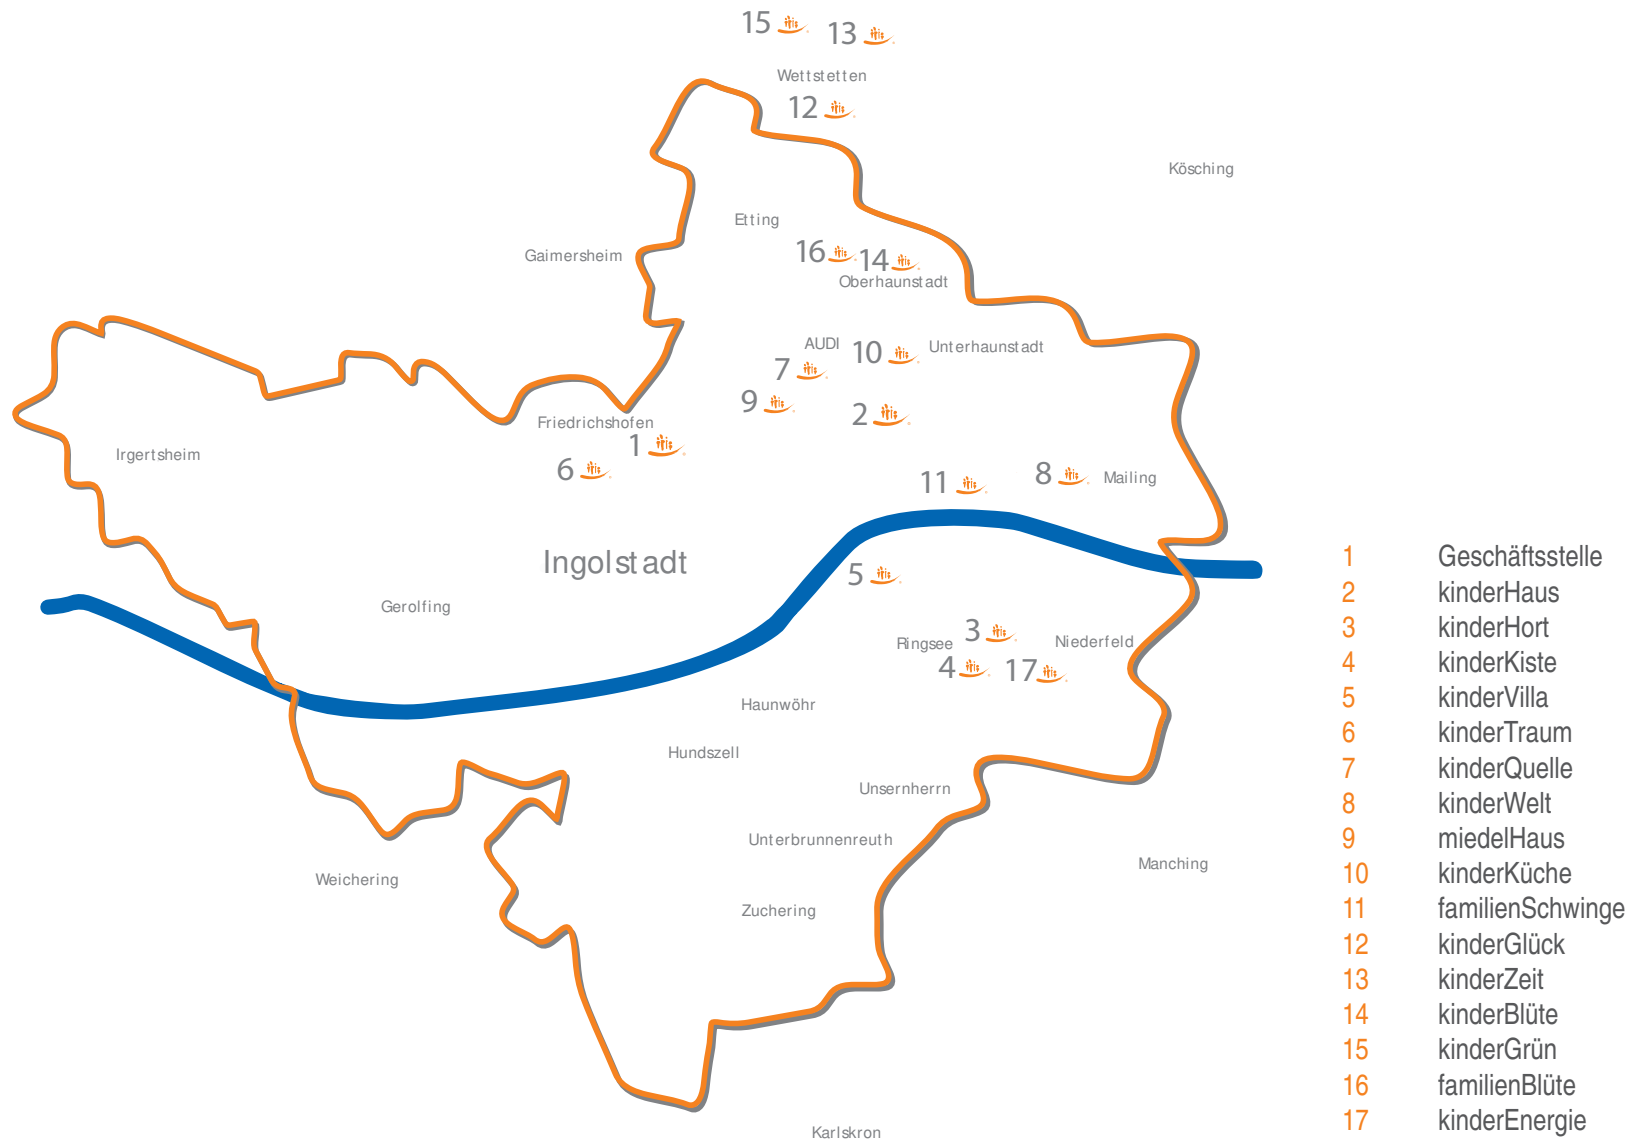 15
13
Wettstetten
12
Kösching
Etting
Gaimersheim
16
14
Oberhaunstadt
AUDI
10
Unterhaunstadt
7
9
2
Friedrichshofen
1
Irgertsheim
6
11
8
Mailing
Ingolstadt
5
Gerolfing
3
Ringsee
Niederfeld
4
17
Haunwöhr
Hundszell
Unsernherrn
Unterbrunnenreuth
Manching
Weichering
Zuchering
Karlskron
1 Geschäftsstelle
2 kinderHaus
3 kinderHort
4 kinderKiste
5 kinderVilla
6 kinderTraum
7 kinderQuelle
8 kinderWelt
9 miedelHaus
10 kinderKüche
11 familienSchwinge
12 kinderGlück
13 kinderZeit
14 kinderBlüte
15 kinderGrün
16 familienBlüte
17 kinderEnergie